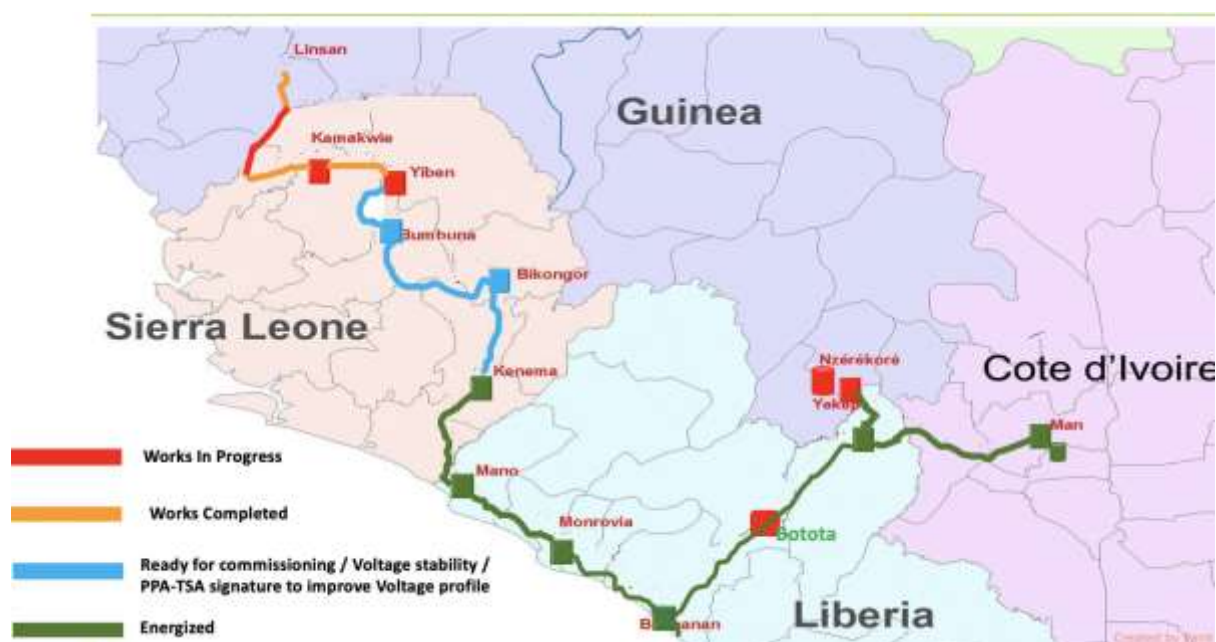 Linsan
Guinea
Kamakwie
Yiben
Bumbuna
Bikongor
Sierra Leone
Nzérékoré
Cote d'Ivoire
Kenema
Man
Works In Progress
Mano
Works Completed
Monrovia
Botota
Ready for commissioning / Voltage stability /
PPA-TSA signature to improve Voltage profile
Liberia
Energized